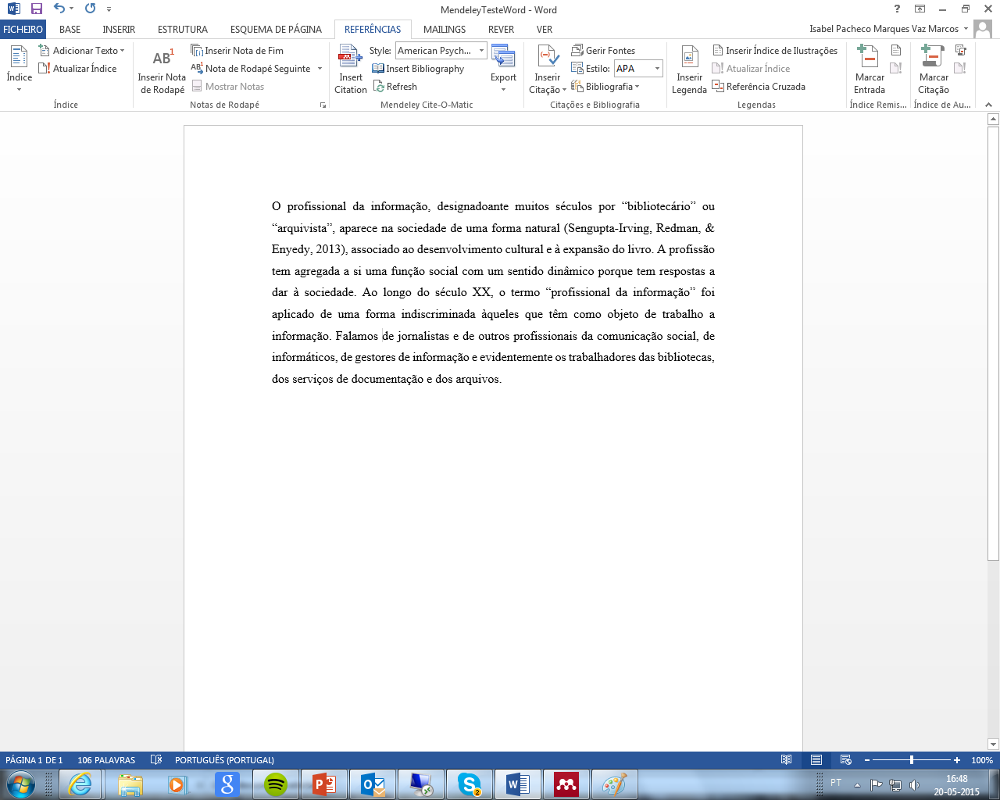 MendeleyTesteWord - Word
FICHEIRO BASE INSERIR ESTRUTURA ESQUEMA DE PÁGINA REFERÊNCIAS MAILINGS REVER VER
Isabel Pacheco Marques Vaz Marcos
Índice
Adicionar Texto
Atualizar Índice
Índice
AB1
Inserir Nota
de Rodapé
Inserir Nota de Fim
Nota de Rodapé Seguinte
Mostrar Notas
Notas de Rodapé
Insert
Citation
Style: American Psych...
Insert Bibliography
Refresh
Export
Mendeley Cite-O-Matic
Inserir
Citação
Gerir Fontes
Estilo: APA
Bibliografia
Citações e Bibliografia
Inserir
Legenda
Inserir Índice de Ilustrações
Atualizar Índice
Referência Cruzada
Legendas
Marcar
Entrada
Índice Remis...
Marcar
Citação
Índice de Au...
O profissional da informação, designadoante muitos séculos por “bibliotecário” ou
“arquivista”, aparece na sociedade de uma forma natural (Sengupta-Irving, Redman, &
Enyedy, 2013), associado ao desenvolvimento cultural e à expansão do livro. A profissão
tem agregada a si uma função social com um sentido dinâmico porque tem respostas a
dar à sociedade. Ao longo do século XX, o termo “profissional da informação” foi
aplicado de uma forma indiscriminada àqueles que têm como objeto de trabalho a
informação. Falamos de jornalistas e de outros profissionais da comunicação social, de
informáticos, de gestores de informação e evidentemente os trabalhadores das bibliotecas,
dos serviços de documentação e dos arquivos.
PÁGINA 1 DE 1 106 PALAVRAS PORTUGUÊS (PORTUGAL) 100%
PT
16:48
20-05-2015